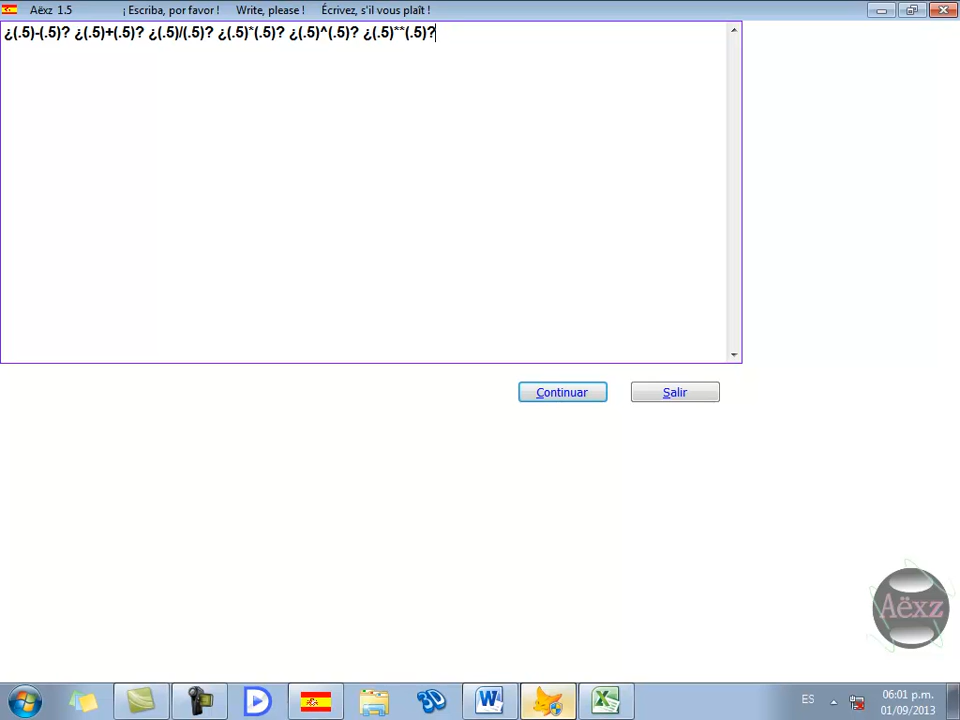 Aëxz 1.5 ¡ Escriba, por favor ! Write, please ! Écrivez, s'il vous plaît !
¿(.5)-(.5)? ¿(.5)+(.5)? ¿(.5)/(.5)? ¿(.5)*(.5)? ¿(.5)^(.5)? ¿(.5)**(.5)?
Continuar Salir
Aëxz
ES 06:01 p.m.
01/09/2013